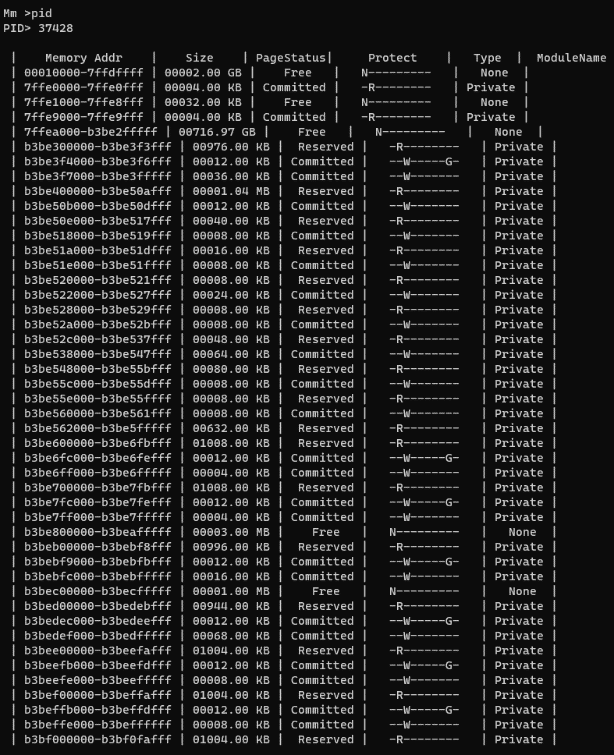 Mm >pid
PID> 37428
|    Memory Addr    |    Size    | PageStatus|     Protect    |   Type   |  ModuleName
| 00010000-7ffdffff | 00002.00 GB |    Free    |   N---------   |   None   |
| 7ffe0000-7ffe0fff | 00004.00 KB | Committed  |   -R--------   | Private |
| 7ffe1000-7ffe8fff | 00032.00 KB |    Free    |   N---------   |   None   |
| 7ffe9000-7ffe9fff | 00004.00 KB | Committed  |   -R--------   | Private |
| 7ffea000-b3be2fffff | 00716.97 GB |    Free    |   N---------   |   None   |
| b3be300000-b3be3f3fff | 00976.00 KB |  Reserved  |   -R--------   | Private |
| b3be3f4000-b3be3f6fff | 00012.00 KB | Committed  |   --W-----G-   | Private |
| b3be3f7000-b3be3fffff | 00036.00 KB | Committed  |   --W-------   | Private |
| b3be400000-b3be50afff | 00001.04 MB |  Reserved  |   -R--------   | Private |
| b3be50b000-b3be50dfff | 00012.00 KB | Committed  |   --W-------   | Private |
| b3be50e000-b3be517fff | 00040.00 KB |  Reserved  |   -R--------   | Private |
| b3be518000-b3be519fff | 00008.00 KB | Committed  |   --W-------   | Private |
| b3be51a000-b3be51dfff | 00016.00 KB |  Reserved  |   -R--------   | Private |
| b3be51e000-b3be51ffff | 00008.00 KB | Committed  |   --W-------   | Private |
| b3be520000-b3be521fff | 00008.00 KB |  Reserved  |   -R--------   | Private |
| b3be522000-b3be527fff | 00024.00 KB | Committed  |   --W-------   | Private |
| b3be528000-b3be529fff | 00008.00 KB |  Reserved  |   -R--------   | Private |
| b3be52a000-b3be52bfff | 00008.00 KB | Committed  |   --W-------   | Private |
| b3be52c000-b3be537fff | 00048.00 KB |  Reserved  |   -R--------   | Private |
| b3be538000-b3be547fff | 00064.00 KB | Committed  |   --W-------   | Private |
| b3be548000-b3be55bfff | 00080.00 KB |  Reserved  |   -R--------   | Private |
| b3be55c000-b3be55dfff | 00008.00 KB | Committed  |   --W-------   | Private |
| b3be55e000-b3be55ffff | 00008.00 KB |  Reserved  |   -R--------   | Private |
| b3be560000-b3be561fff | 00008.00 KB | Committed  |   --W-------   | Private |
| b3be562000-b3be5fffff | 00632.00 KB |  Reserved  |   -R--------   | Private |
| b3be600000-b3be6fbfff | 01008.00 KB |  Reserved  |   -R--------   | Private |
| b3be6fc000-b3be6fefff | 00012.00 KB | Committed  |   --W-----G-   | Private |
| b3be6ff000-b3be6fffff | 00004.00 KB | Committed  |   --W-------   | Private |
| b3be700000-b3be7fbfff | 01008.00 KB |  Reserved  |   -R--------   | Private |
| b3be7fc000-b3be7fefff | 00012.00 KB | Committed  |   --W-----G-   | Private |
| b3be7ff000-b3be7fffff | 00004.00 KB | Committed  |   --W-------   | Private |
| b3be800000-b3beafffff | 00003.00 MB |    Free    |   N---------   |   None   |
| b3beb00000-b3bebf8fff | 00996.00 KB |  Reserved  |   -R--------   | Private |
| b3bebf9000-b3bebfbfff | 00012.00 KB | Committed  |   --W-----G-   | Private |
| b3bebfc000-b3bebfffff | 00016.00 KB | Committed  |   --W-------   | Private |
| b3bec00000-b3becfffff | 00001.00 MB |    Free    |   N---------   |   None   |
| b3bed00000-b3bedebfff | 00944.00 KB |  Reserved  |   -R--------   | Private |
| b3bedec000-b3bedeefff | 00012.00 KB | Committed  |   --W-----G-   | Private |
| b3bedef000-b3bedfffff | 00068.00 KB | Committed  |   --W-------   | Private |
| b3bee00000-b3beefafff | 01004.00 KB |  Reserved  |   -R--------   | Private |
| b3beefb000-b3beefdfff | 00012.00 KB | Committed  |   --W-----G-   | Private |
| b3beefe000-b3beefffff | 00008.00 KB | Committed  |   --W-------   | Private |
| b3bef00000-b3beffafff | 01004.00 KB |  Reserved  |   -R--------   | Private |
| b3beffb000-b3beffdfff | 00012.00 KB | Committed  |   --W-----G-   | Private |
| b3beffe000-b3beffffff | 00008.00 KB | Committed  |   --W-------   | Private |
| b3bf000000-b3bf0fafff | 01004.00 KB |  Reserved  |   -R--------   | Private |